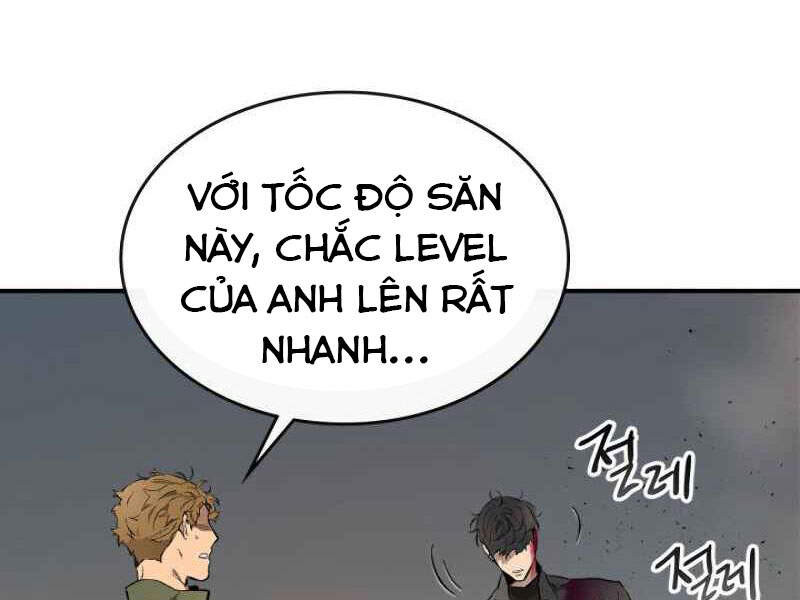 VỚI TỐC ĐỘ SĂN
NÀY, CHẮC LEVEL
CỦA ANH LÊN RẤT
NHANH...
절레
절레